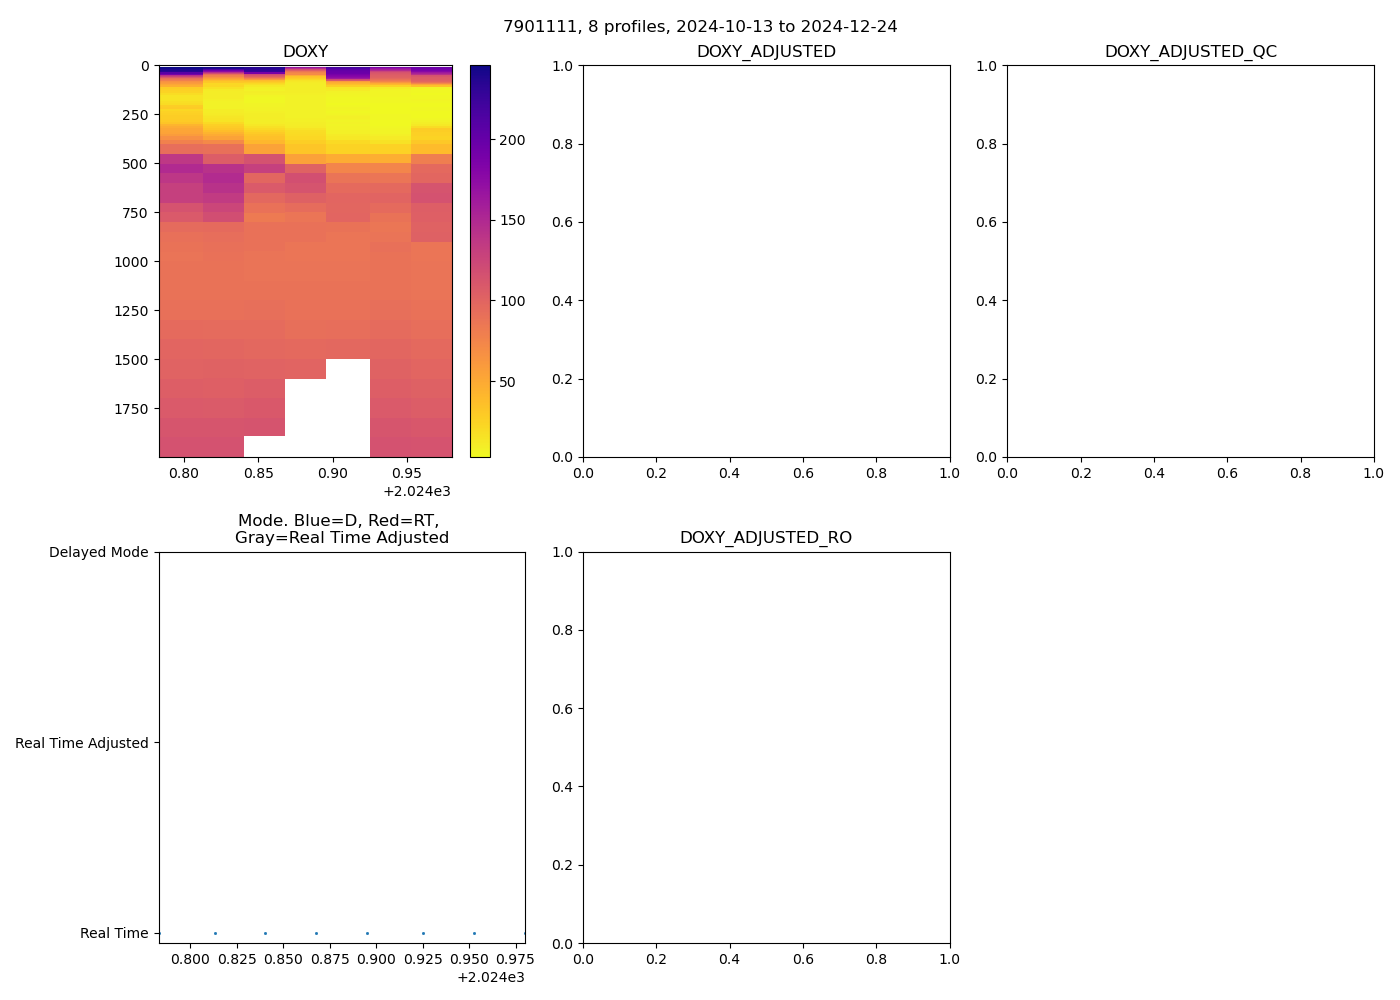 7901111, 8 profiles, 2024-10-13 to 2024-12-24
DOXY
0
250
500
750
1000
1250
1500
1750
0.80 0.85 0.90 0.95
+2.024e3
200
150
100
50
DOXY_ADJUSTED
1.0
0.8
0.6
0.4
0.2
0.0
0.0 0.2 0.4 0.6 0.8 1.0
DOXY_ADJUSTED_QC
1.0
0.8
0.6
0.4
0.2
0.0
0.0 0.2 0.4 0.6 0.8 1.0
Mode. Blue=D, Red=RT,
Gray=Real Time Adjusted
Delayed Mode
Real Time Adjusted
Real Time
0.800 0.825 0.850 0.875 0.900 0.925 0.950 0.975
+2.024e3
DOXY_ADJUSTED_RO
1.0
0.8
0.6
0.4
0.2
0.0
0.0 0.2 0.4 0.6 0.8 1.0